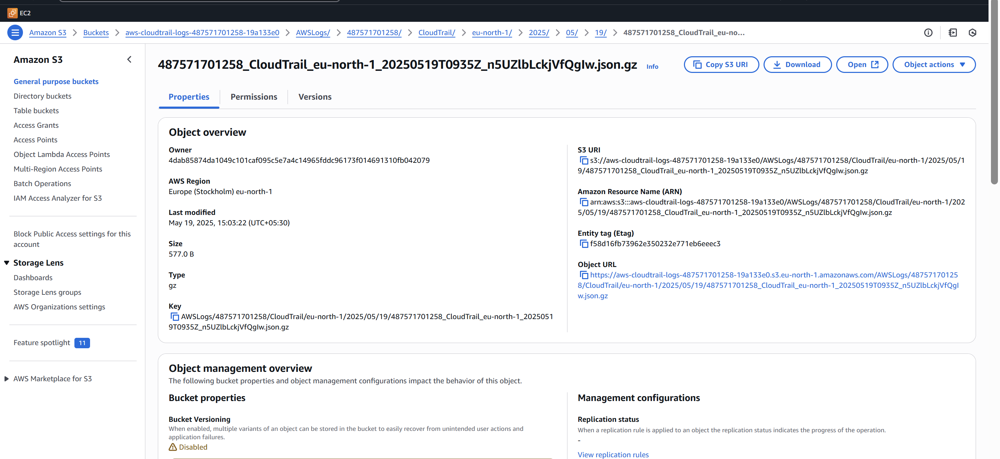 EC2
Amazon S3
Buckets
aws-cloudtrail-logs-487571701258-19a133e0
AWSLogs/
487571701258/
CloudTrail/
eu-north-1/
2025/
05/
19/
487571701258_CloudTrail_eu-no...
Amazon S3
General purpose buckets
Directory buckets
Table buckets
Access Grants
Access Points
Object Lambda Access Points
Multi-Region Access Points
Batch Operations
IAM Access Analyzer for S3
Block Public Access settings for this
account
Storage Lens
Dashboards
Storage Lens groups
AWS Organizations settings
Feature spotlight 11
AWS Marketplace for S3
487571701258_CloudTrail_eu-north-1_20250519T0935Z_n5UZlbLckjVfQgIw.json.gz
Info
Copy S3 URI
Download
Open
Object actions
Properties
Permissions
Versions
Object overview
Owner
4dab85874da1049c101caf095c5e7a4c14965fddc96173f014691310fb042079
AWS Region
Europe (Stockholm) eu-north-1
Last modified
May 19, 2025, 15:03:22 (UTC+05:30)
Size
577.0 B
Type
gz
Key
AWSLogs/487571701258/CloudTrail/eu-north-1/2025/05/19/487571701258_CloudTrail_eu-north-1_2025051
9T0935Z_n5UZlbLckjVfQgIw.json.gz
S3 URI
s3://aws-cloudtrail-logs-487571701258-19a133e0/AWSLogs/487571701258/CloudTrail/eu-north-1/2025/05/1
9/487571701258_CloudTrail_eu-north-1_20250519T0935Z_n5UZlbLckjVfQgIw.json.gz
Amazon Resource Name (ARN)
arn:aws:s3:::aws-cloudtrail-logs-487571701258-19a133e0/AWSLogs/487571701258/CloudTrail/eu-north-1/202
5/05/19/487571701258_CloudTrail_eu-north-1_20250519T0935Z_n5UZlbLckjVfQgIw.json.gz
Entity tag (Etag)
f58d16fb73962e350232e771eb6eeec3
Object URL
https://aws-cloudtrail-logs-487571701258-19a133e0.s3.eu-north-1.amazonaws.com/AWSLogs/48757170125
8/CloudTrail/eu-north-1/2025/05/19/487571701258_CloudTrail_eu-north-1_20250519T0935Z_n5UZlbLckjVfQgI
w.json.gz
Object management overview
The following bucket properties and object management configurations impact the behavior of this object.
Bucket properties
Bucket Versioning
When enabled, multiple variants of an object can be stored in the bucket to easily recover from unintended user actions and
application failures.
Disabled
Management configurations
Replication status
When a replication rule is applied to an object the replication status indicates the progress of the operation.
-
View replication rules